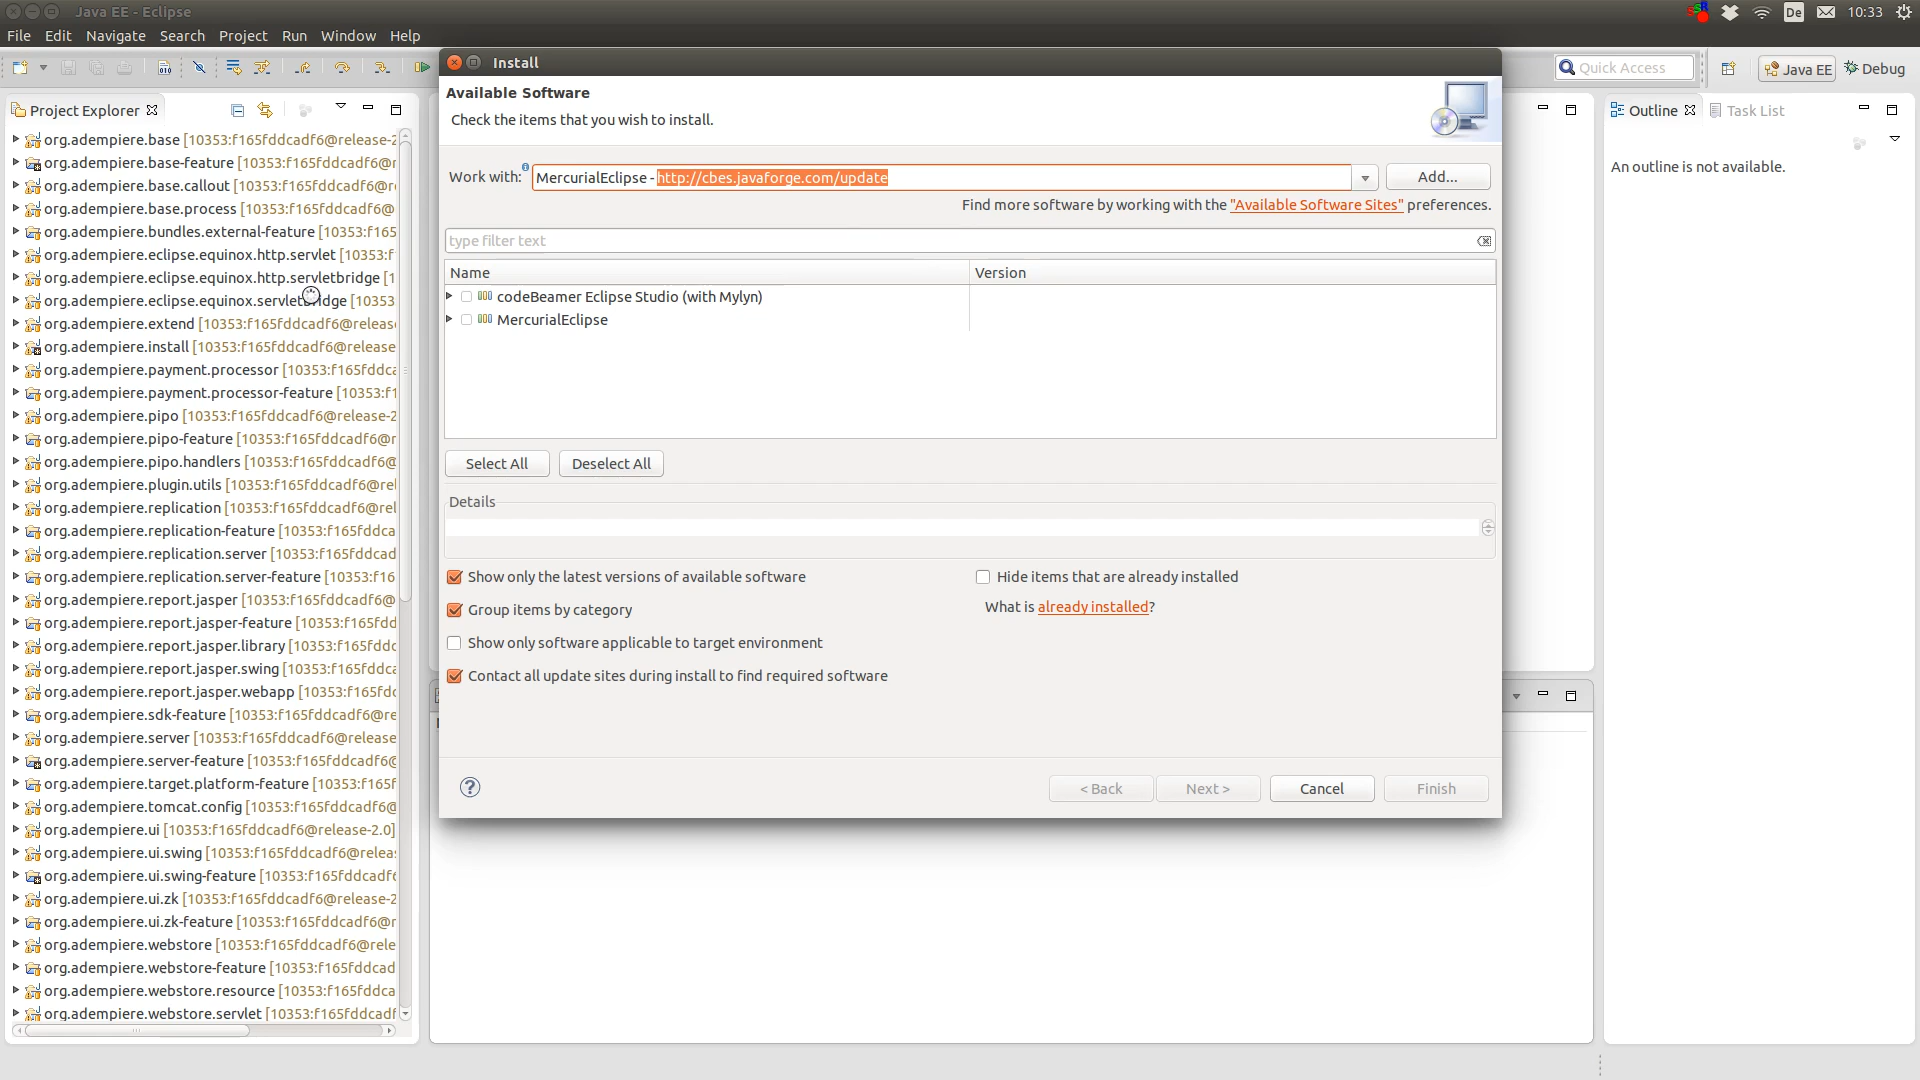 Java EE - Eclipse
De
10:33
File Edit Navigate Search Project Run Window Help
Quick Access
Java EE
Debug
Project Explorer
org.adempiere.base [10353:f165fddcadf6@release-2
org.adempiere.base-feature [10353:f165fddcadf6@r
org.adempiere.base.callout [10353:f165fddcadf6@
org.adempiere.base.process [10353:f165fddcadf6@
org.adempiere.bundles.external-feature [10353:f165
org.adempiere.eclipse.equinox.http.servlet [10353:f
org.adempiere.eclipse.equinox.http.servletbridge [1
org.adempiere.eclipse.equinox.servletbridge [10353
org.adempiere.extend [10353:f165fddcadf6@releas
org.adempiere.install [10353:f165fddcadf6@release
org.adempiere.payment.processor [10353:f165fddca
org.adempiere.payment.processor-feature [10353:f1
org.adempiere.pipo [10353:f165fddcadf6@release-2
org.adempiere.pipo-feature [10353:f165fddcadf6@r
org.adempiere.pipo.handlers [10353:f165fddcadf6@
org.adempiere.plugin.utils [10353:f165fddcadf6@rel
org.adempiere.replication [10353:f165fddcadf6@rel
org.adempiere.replication-feature [10353:f165fddca
org.adempiere.replication.server [10353:f165fddcad
org.adempiere.replication.server-feature [10353:f16
org.adempiere.report.jasper [10353:f165fddcadf6@
org.adempiere.report.jasper-feature [10353:f165fdd
org.adempiere.report.jasper.library [10353:f165fddc
org.adempiere.report.jasper.swing [10353:f165fddca
org.adempiere.report.jasper.webapp [10353:f165fdc
org.adempiere.sdk-feature [10353:f165fddcadf6@re
org.adempiere.server [10353:f165fddcadf6@release
org.adempiere.server-feature [10353:f165fddcadf6@
org.adempiere.target.platform-feature [10353:f165f
org.adempiere.tomcat.config [10353:f165fddcadf6@
org.adempiere.ui [10353:f165fddcadf6@release-2.0]
org.adempiere.ui.swing [10353:f165fddcadf6@relea
org.adempiere.ui.swing-feature [10353:f165fddcadf
org.adempiere.ui.zk [10353:f165fddcadf6@release-2
org.adempiere.ui.zk-feature [10353:f165fddcadf6@r
org.adempiere.webstore [10353:f165fddcadf6@rele
org.adempiere.webstore-feature [10353:f165fddcad
org.adempiere.webstore.resource [10353:f165fddca
org.adempiere.webstore.servlet [10353:f165fddcadf
Install
Available Software
Check the items that you wish to install.
Work with: MercurialEclipse - http://cbes.javaforge.com/update
Add...
Find more software by working with the "Available Software Sites" preferences.
type filter text
Name Version
codeBeamer Eclipse Studio (with Mylyn)
MercurialEclipse
Select All Deselect All
Details
Show only the latest versions of available software
Hide items that are already installed
Group items by category
What is already installed?
Show only software applicable to target environment
Contact all update sites during install to find required software
< Back Next > Cancel Finish
Outline Task List
An outline is not available.